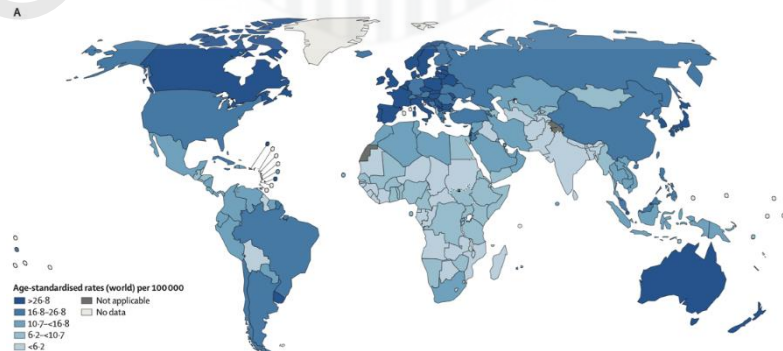 A
Age-standardised rates (world) per 100 000
>26·8
16·8–26·8
10·7–<16·8
6·2–<10·7
<6·2
Not applicable
No data